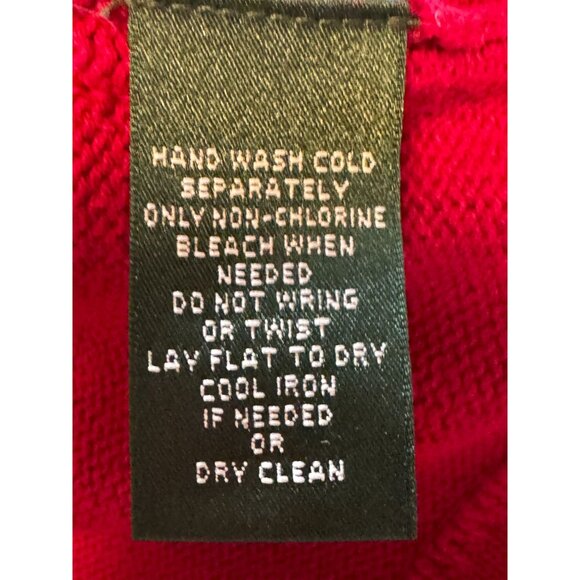 HAND WASH COLD
SEPARATELY
ONLY NON-CHLORINE
BLEACH WHEN
NEEDED
DO NOT WRING
OR TWIST
LAY FLAT TO DRY
COOL IRON
IF NEEDED
OR
DRY CLEAN